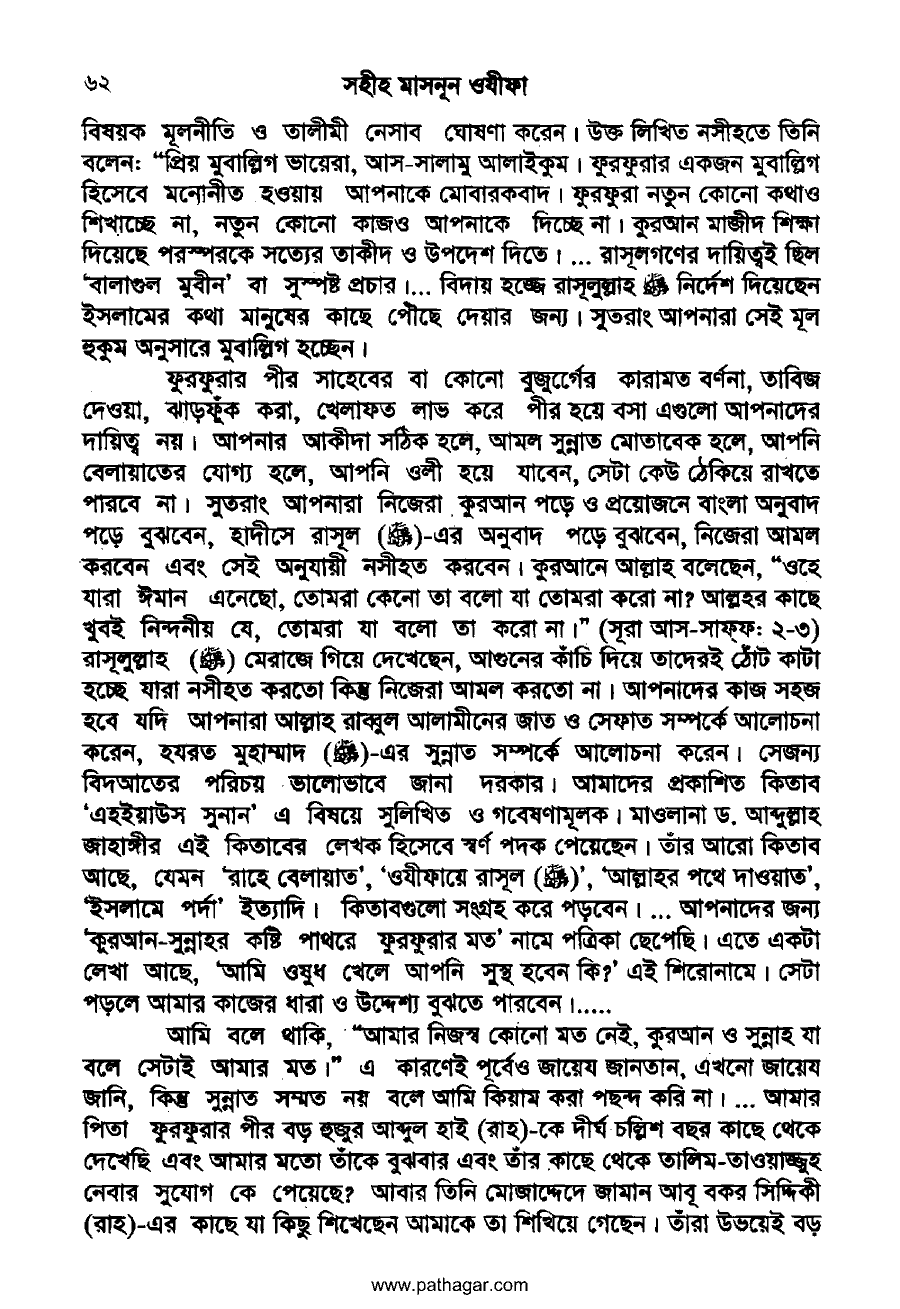 ৬২ সহীহ মাসনূন ওযীফা
বিষয়ক মূলনীতি ও তালীমী নেসাব ঘোষণা করেন। উক্ত লিখিত নসীহতে তিনি
বলেন: “প্রিয় মুবাল্লিগ ভায়েরা, আস-সালামু আলাইকুম। ফুরফুরার একজন মুবাল্লিগ
হিসেবে মনোনীত হওয়ায় আপনাকে মোবারকবাদ। ফুরফুরা নতুন কোনো কথাও
শিখাচ্ছে না, নতুন কোনো কাজও আপনাকে দিচ্ছে না। কুরআন মাজীদ শিক্ষা
দিয়েছে পরস্পরকে সত্যের তাকীদ ও উপদেশ দিতে। ... রাসূলগণের দায়িত্বই ছিল
‘বালাগুল মুবীন’ বা সুস্পষ্ট প্রচার।... বিদায় হজ্জে রাসূলুল্লাহ ﷺ নির্দেশ দিয়েছেন
ইসলামের কথা মানুষের কাছে পৌঁছে দেয়ার জন্য। সুতরাং আপনারা সেই মূল
হুকুম অনুসারে মুবাল্লিগ হচ্ছেন।
ফুরফুরার পীর সাহেবের বা কোনো বুজুর্গের কারামত বর্ণনা, তাবিজ
দেওয়া, ঝাড়ফুঁক করা, খেলাফত লাভ করে পীর হয়ে বসা এগুলো আপনাদের
দায়িত্ব নয়। আপনার আকীদা সঠিক হলে, আমল সুন্নাত মোতাবেক হলে, আপনি
বেলায়াতের যোগ্য হলে, আপনি ওলী হয়ে যাবেন, সেটা কেউ ঠেকিয়ে রাখতে
পারবে না। সুতরাং আপনারা নিজেরা কুরআন পড়ে ও প্রয়োজনে বাংলা অনুবাদ
পড়ে বুঝবেন, হাদীসে রাসূল (ﷺ)-এর অনুবাদ পড়ে বুঝবেন, নিজেরা আমল
করবেন এবং সেই অনুযায়ী নসীহত করবেন। কুরআনে আল্লাহ বলেছেন, “ওহে
যারা ঈমান এনেছো, তোমরা কেনো তা বলো যা তোমরা করো না? আল্লহর কাছে
খুবই নিন্দনীয় যে, তোমরা যা বলো তা করো না।” (সূরা আস-সাফ্ফ: ২-৩)
রাসূলুল্লাহ (ﷺ) মেরাজে গিয়ে দেখেছেন, আগুনের কাঁচি দিয়ে তাদেরই ঠোঁট কাটা
হচ্ছে যারা নসীহত করতো কিন্তু নিজেরা আমল করতো না। আপনাদের কাজ সহজ
হবে যদি আপনারা আল্লাহ রাব্বুল আলামীনের জাত ও সেফাত সম্পর্কে আলোচনা
করেন, হযরত মুহাম্মাদ (ﷺ)-এর সুন্নাত সম্পর্কে আলোচনা করেন। সেজন্য
বিদআতের পরিচয় ভালোভাবে জানা দরকার। আমাদের প্রকাশিত কিতাব
‘এহইয়াউস সুনান’ এ বিষয়ে সুলিখিত ও গবেষণামূলক। মাওলানা ড. আব্দুল্লাহ
জাহাঙ্গীর এই কিতাবের লেখক হিসেবে স্বর্ণ পদক পেয়েছেন। তাঁর আরো কিতাব
আছে, যেমন ‘রাহে বেলায়াত’, ‘ওযীফায়ে রাসূল (ﷺ)’, ‘আল্লাহর পথে দাওয়াত’,
‘ইসলামে পর্দা’ ইত্যাদি। কিতাবগুলো সংগ্রহ করে পড়বেন। ... আপনাদের জন্য
‘কুরআন-সুন্নাহর কষ্টি পাথরে ফুরফুরার মত’ নামে পত্রিকা ছেপেছি। এতে একটা
লেখা আছে, ‘আমি ওষুধ খেলে আপনি সুস্থ হবেন কি?’ এই শিরোনামে। সেটা
পড়লে আমার কাজের ধারা ও উদ্দেশ্য বুঝতে পারবেন।.....
আমি বলে থাকি, “আমার নিজস্ব কোনো মত নেই, কুরআন ও সুন্নাহ যা
বলে সেটাই আমার মত।” এ কারণেই পূর্বেও জায়েয জানতান, এখনো জায়েয
জানি, কিন্তু সুন্নাত সম্মত নয় বলে আমি কিয়াম করা পছন্দ করি না। ... আমার
পিতা ফুরফুরার পীর বড় হুজুর আব্দুল হাই (রাহ)-কে দীর্ঘ চল্লিশ বছর কাছে থেকে
দেখেছি এবং আমার মতো তাঁকে বুঝবার এবং তাঁর কাছে থেকে তালিম-তাওয়াজ্জুহ
নেবার সুযোগ কে পেয়েছে? আবার তিনি মোজাদ্দেদে জামান আবূ বকর সিদ্দিকী
(রাহ)-এর কাছে যা কিছু শিখেছেন আমাকে তা শিখিয়ে গেছেন। তাঁরা উভয়েই বড়
www.pathagar.com